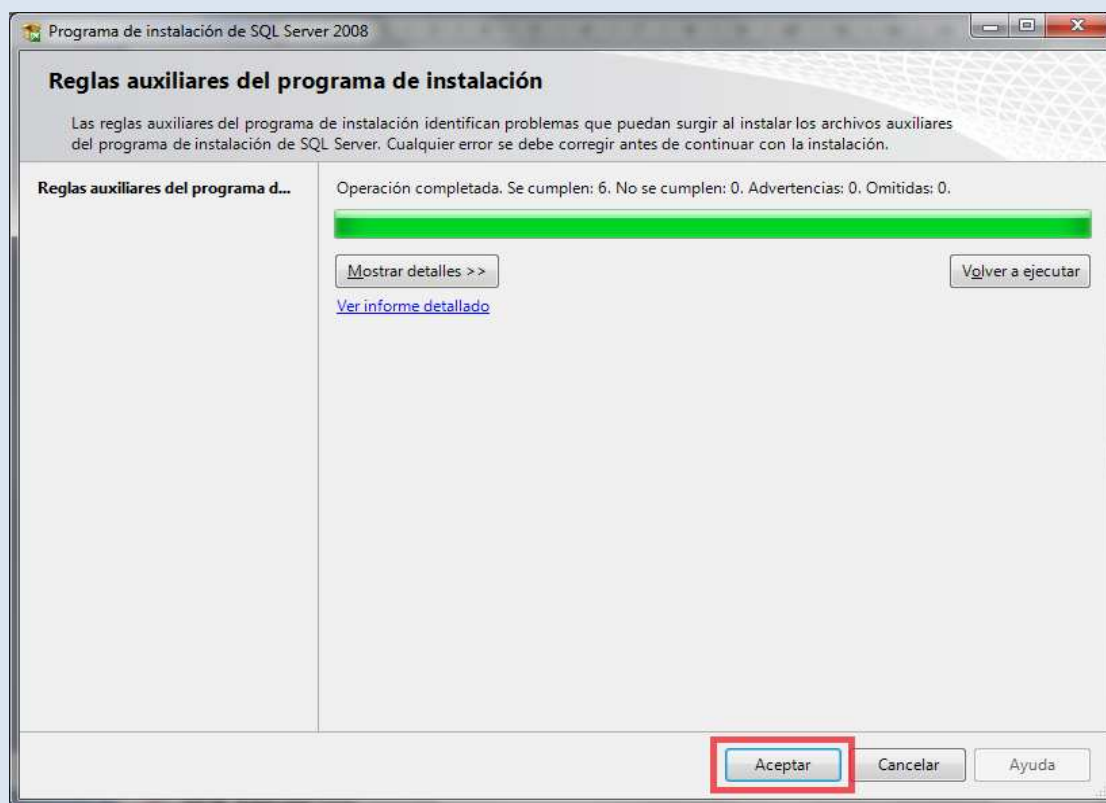 Programa de instalación de SQL Server 2008
Reglas auxiliares del programa de instalación
Las reglas auxiliares del programa de instalación identifican problemas que puedan surgir al instalar los archivos auxiliares
del programa de instalación de SQL Server. Cualquier error se debe corregir antes de continuar con la instalación.
Reglas auxiliares del programa d...
Operación completada. Se cumplen: 6. No se cumplen: 0. Advertencias: 0. Omitidas: 0.
Mostrar detalles >>
Volver a ejecutar
Ver informe detallado
Aceptar
Cancelar
Ayuda